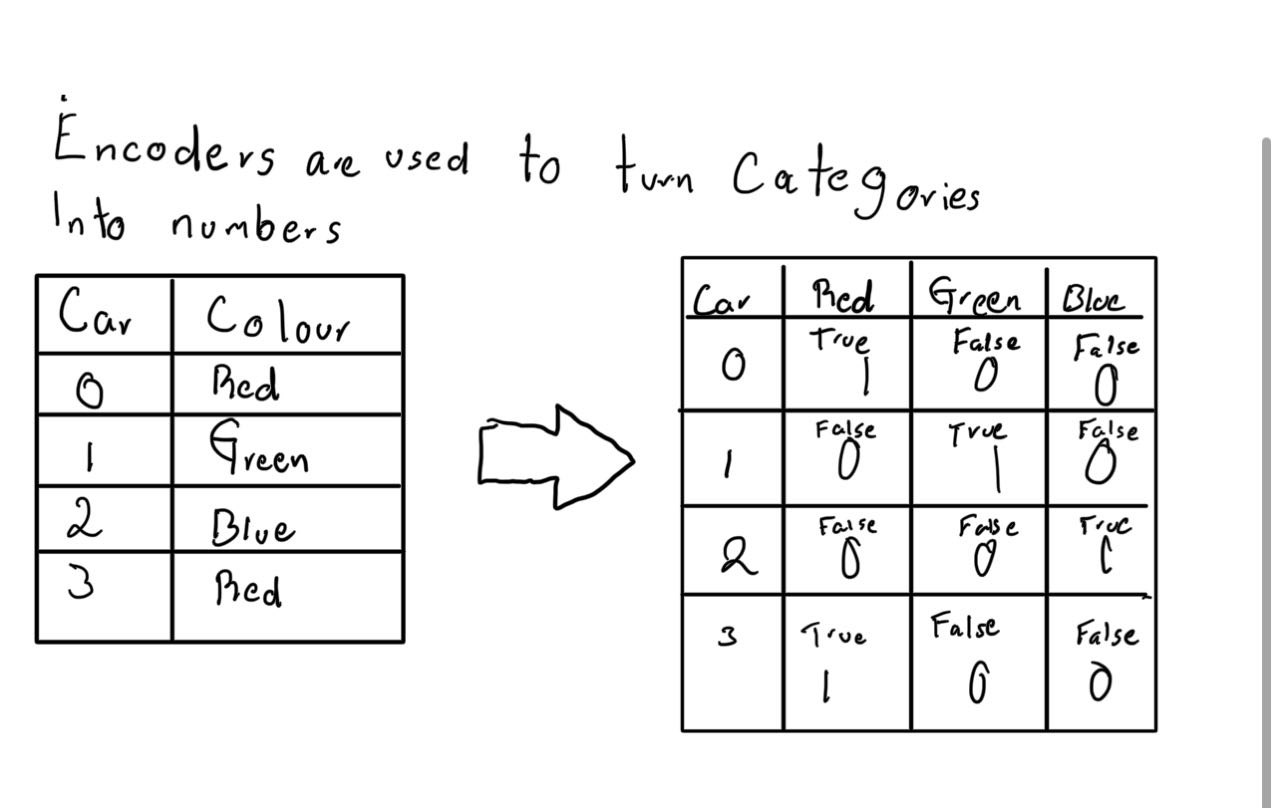 Encoders are used to turn Categories
Into numbers
Car Colour
0 Red
1 Green
2 Blue
3 Red
Car Red Green Blue
True False False
0 1 0 0
False True False
1 0 1 0
False False True
2 0 0 1
3 True False False
1 0 0